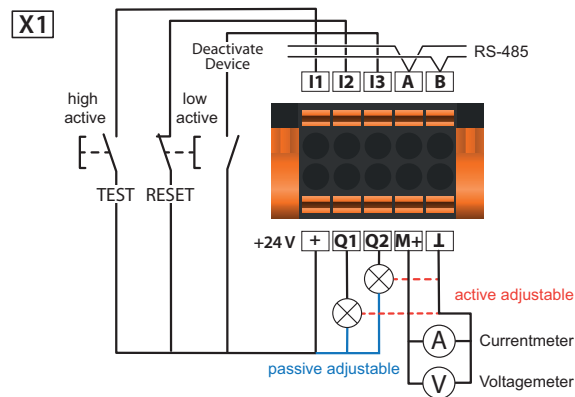 X1
Deactivate
Device
RS-485
I1 I2 I3 A B
high
active
low
active
TEST RESET
+24 V + Q1 Q2 M+ ⊥
active adjustable
passive adjustable
A Currentmeter
V Voltagemeter